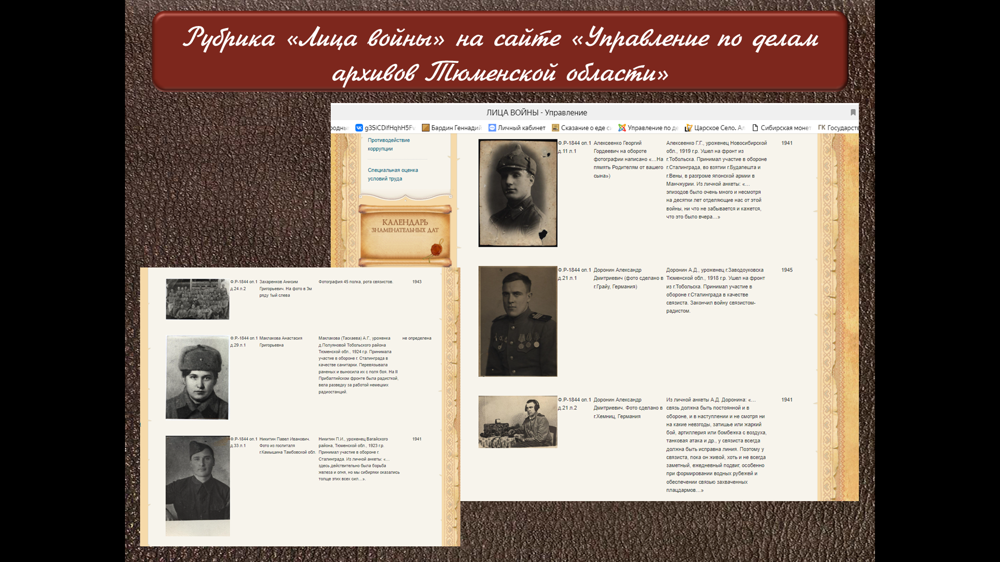 Рубрика «Лица войны» на сайте «Управление по делам
архивов Тюменской области»
ЛИЦА ВОЙНЫ - Управление
g3SiCDifHqhH5Fv
Бардин Геннадий
Личный кабинет
Сказание о еде
Управление по
Царское Село.
Сибирская
ГК
Противодействие
коррупции
Специальная оценка
условий труда
КАЛЕНДАРЬ
ЗНАМЕНАТЕЛЬНЫХ ДАТ
Ф.Р-1844 оп.1
д.11 л.1
Алексеенко Георгий
Гордеевич на обороте
фотографии написано «…На
пямять Родителям от вашего
сына»)
Алексеенко Г.Г., уроженец Новосибирской
обл., 1919 г.р. Ушел на фронт из
г.Тобольска. Принимал участие в обороне
г.Сталинграда, во взятии г.Будапешта и
г.Вены, в разгроме японской армии в
Манчжурии. Из личной анкеты: «…
эпизодов было очень много и несмотря
на десятки лет отделяющие нас от этой
войны, ни что не забывается и кажется,
что это было вчера…»
1941
Ф.Р-1844 оп.1
д.21 л.1
Доронин Александр
Дмитриевич (фото сделано в
г.Грайу, Германия)
Доронин А.Д., уроженец г.Заводоуковска
Тюменской обл., 1918 г.р. Ушел на фронт
из г.Тобольска. Принимал участие в
обороне г.Сталинграда в качестве
связиста. Закончил войну связистом-
радистом.
1945
Ф.Р-1844 оп.1
д.21 л.2
Доронин Александр
Дмитриевич. Фото сделано в
г.Хемниц, Германия
Из личной анкеты А.Д. Доронина: «…
связь должна быть постоянной и в
обороне, и в наступлении и не смотря ни
на какие невзгоды, затишье или жаркий
бой, артиллерия или бомбежка с воздуха,
танковая атака и др., у связиста всегда
должна быть исправна линия. Поэтому у
связиста, пока он живой, хоть и не всегда
заметный, ежедневный подвиг, особенно
при формировании водных рубежей и
обеспечении связью захваченных
плацдармов…»
1941
Ф.Р-1844 оп.1
д.24 л.2
Захаренков Анисим
Григорьевич. На фото в 3м
ряду 1ый слева
Фотография 45 полка, рота связистов.
1943
Ф.Р.-1844 оп.1
д.29 л.1
Маклакова Анастасия
Григорьевна
Маклакова (Таскаева) А.Г., уроженка
д.Полуяновой Тобольского района
Тюменской обл., 1924 г.р. Принимала
участие в обороне г. Сталинграда в
качестве санитарки. Перевязывала
раненых и выносила их с поля боя. На II
Прибалтийском фронте была радисткой,
вела разведку за работой немецких
радиостанций.
не определена
Ф.Р-1844 оп.1
д.33 л.1
Никитин Павел Иванович.
Фото из госпиталя
г.Камышина Тамбовской обл.
Никитин П.И., уроженец Вагайского
района, Тюменской обл., 1923 г.р.
Принимал участие в обороне г.
Сталинграда. Из личной анкеты: «…
здесь действительно была борьба
железа и огня, но мы сибиряки оказались
толще этих всех сил…».
1941